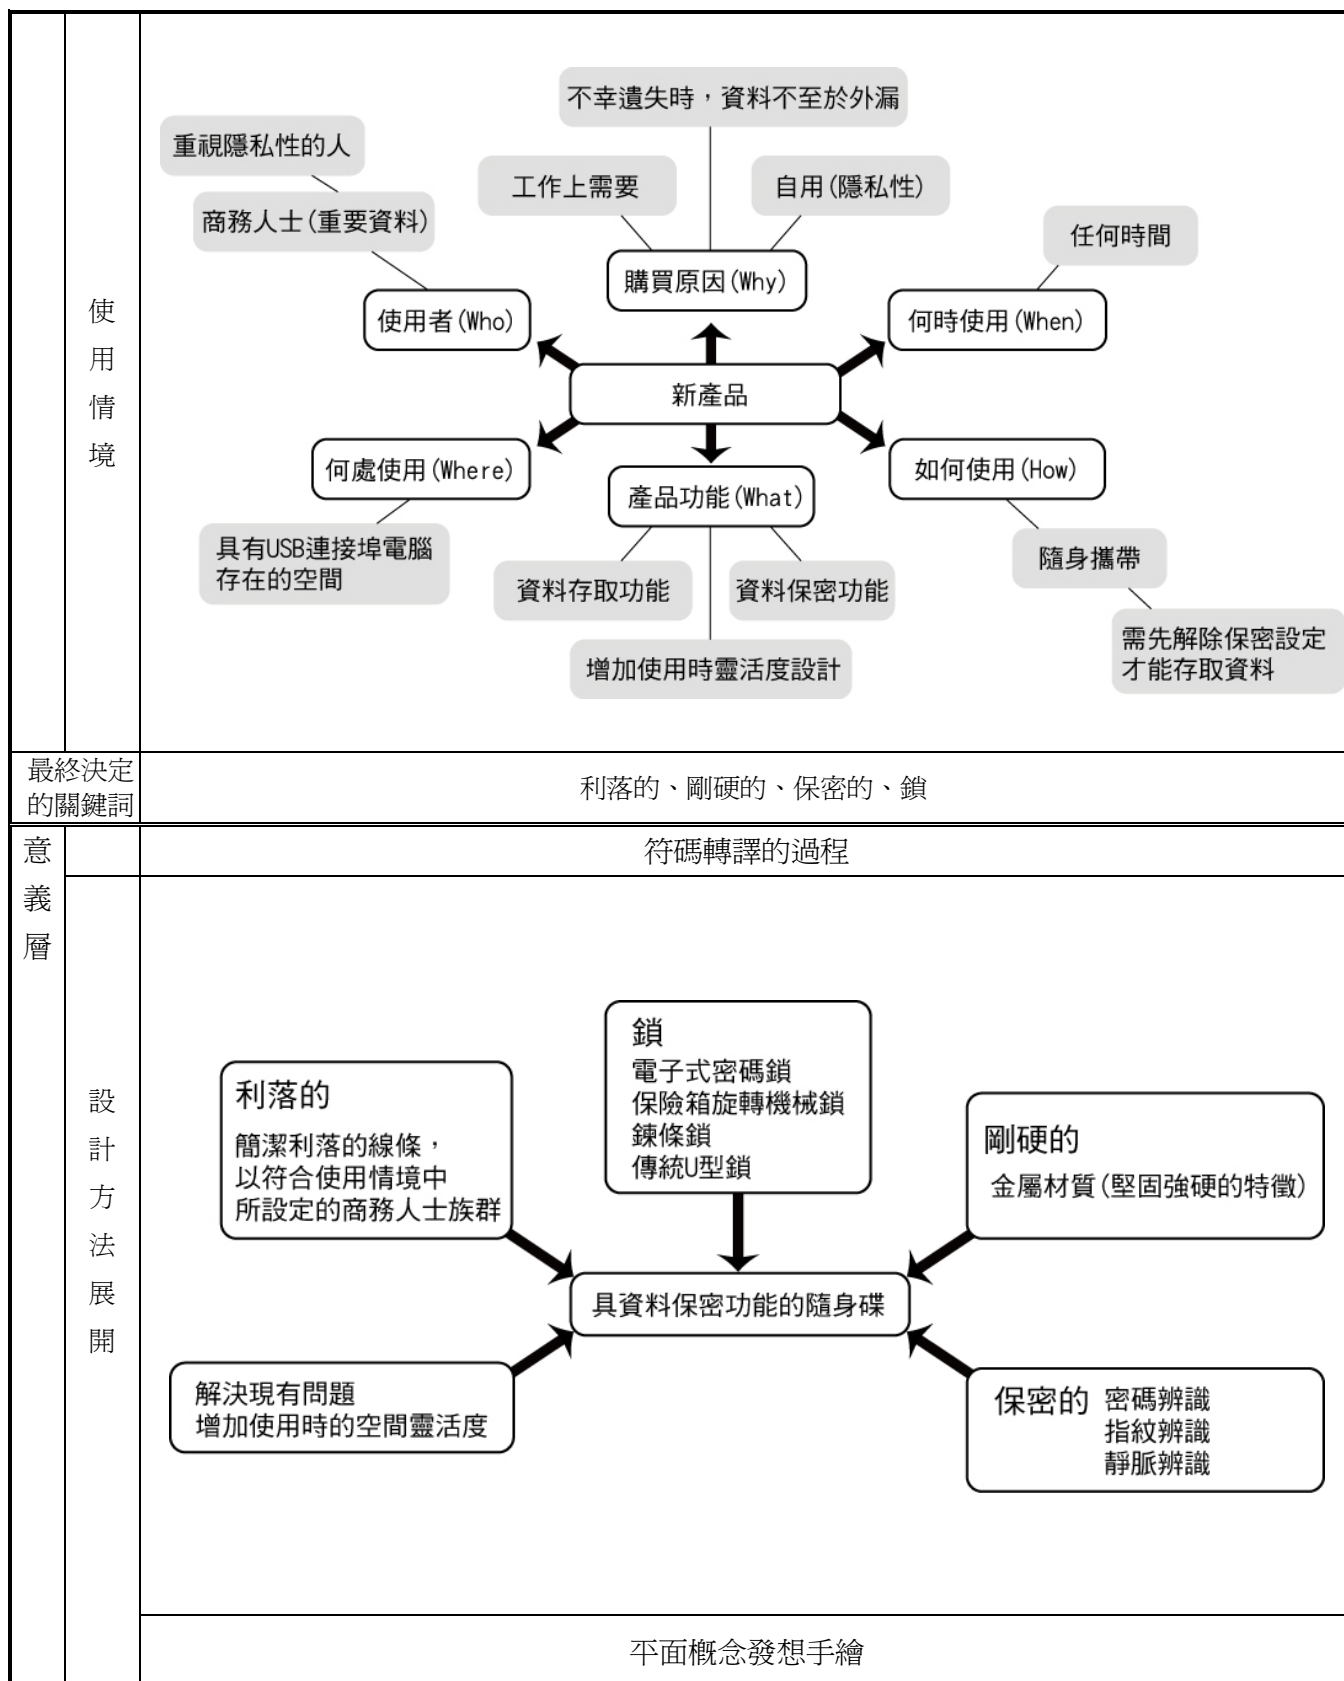 使
用
情
境
不幸遺失時，資料不至於外漏
重視隱私性的人
工作上需要
自用(隱私性)
商務人士(重要資料)
任何時間
購買原因(Why)
使用者(Who)
何時使用(When)
新產品
何處使用(Where)
產品功能(What)
如何使用(How)
具有USB連接埠電腦
存在的空間
資料存取功能
資料保密功能
隨身攜帶
增加使用時靈活度設計
需先解除保密設定
才能存取資料
最終決定
的關鍵詞
利落的、剛硬的、保密的、鎖
意
義
層
符碼轉譯的過程
設
計
方
法
展
開
鎖
電子式密碼鎖
保險箱旋轉機械鎖
鍊條鎖
傳統U型鎖
利落的
簡潔利落的線條，
以符合使用情境中
所設定的商務人士族群
剛硬的
金屬材質(堅固強硬的特徵)
具資料保密功能的隨身碟
解決現有問題
增加使用時的空間靈活度
保密的 密碼辨識
指紋辨識
靜脈辨識
平面概念發想手繪